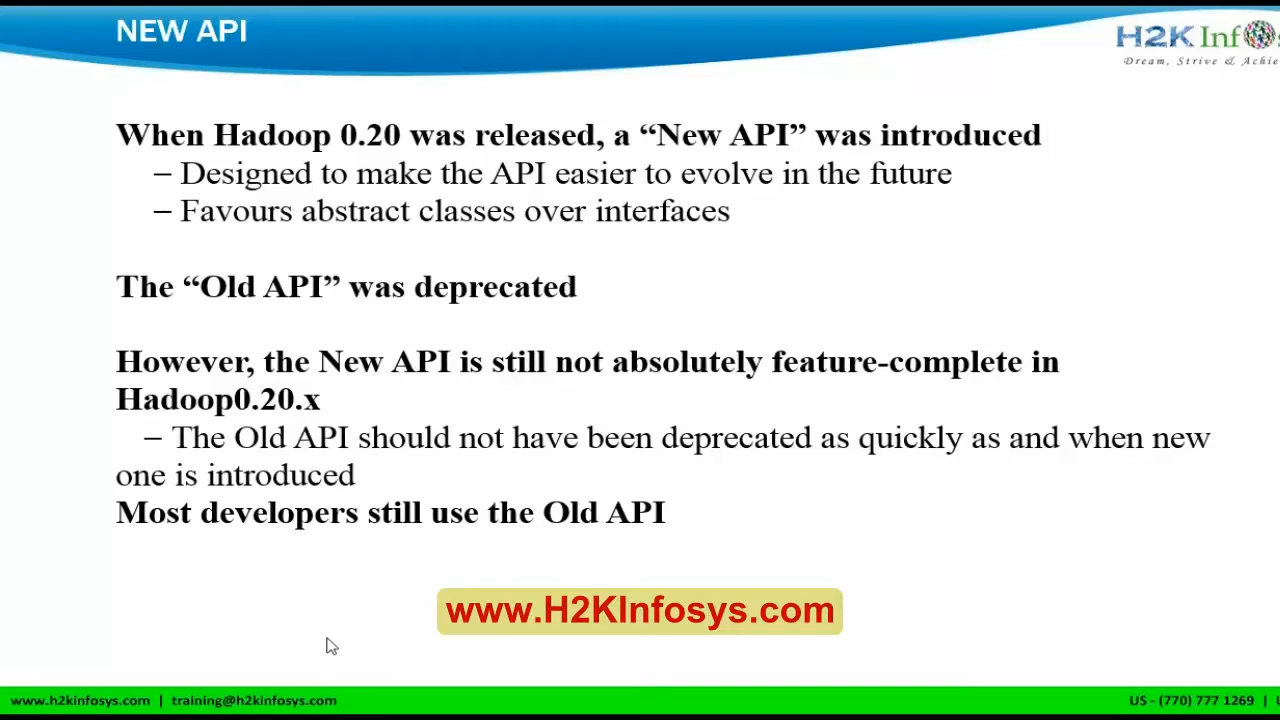 NEW API
H2K Infos
Dream, Strive & Achie
When Hadoop 0.20 was released, a “New API” was introduced
– Designed to make the API easier to evolve in the future
– Favours abstract classes over interfaces
The “Old API” was deprecated
However, the New API is still not absolutely feature-complete in
Hadoop0.20.x
– The Old API should not have been deprecated as quickly as and when new
one is introduced
Most developers still use the Old API
www.H2KInfosys.com
www.h2kinfosys.com | training@h2kinfosys.com
US - (770) 777 1269 |